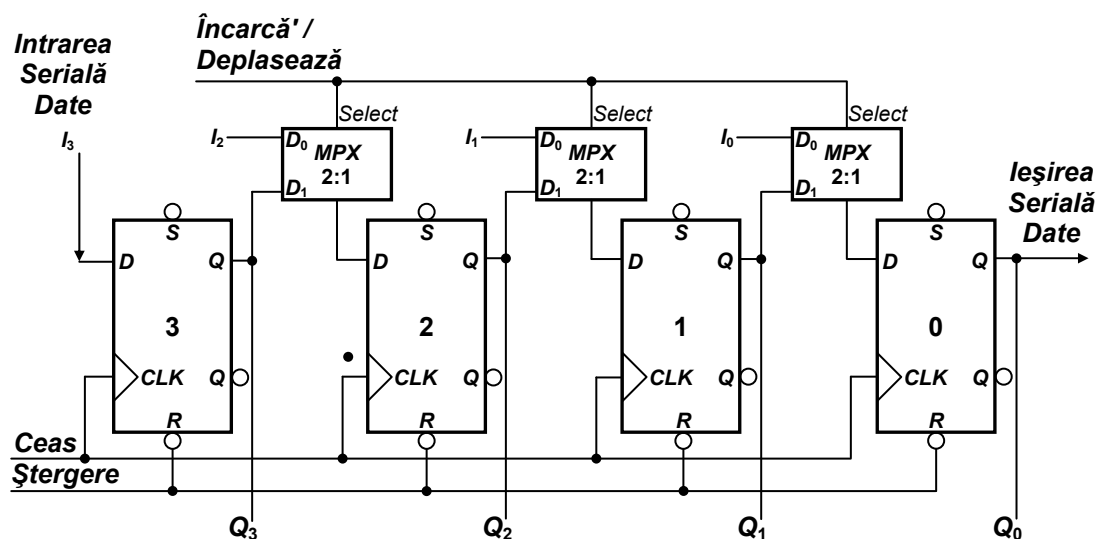 Încarcă' /
Deplasează
Intrarea
Serială
Date
Select Select Select
I₃ I₂ D₀ I₁ D₀ I₀ D₀
MPX MPX MPX
2:1 2:1 2:1
D₁ D₁ D₁
Ieşirea
Serială
Date
S S S S
D Q D Q D Q D Q
3 2 1 0
CLK Q CLK Q CLK Q CLK Q
R R R R
Ceas
Ştergere
Q₃ Q₂ Q₁ Q₀